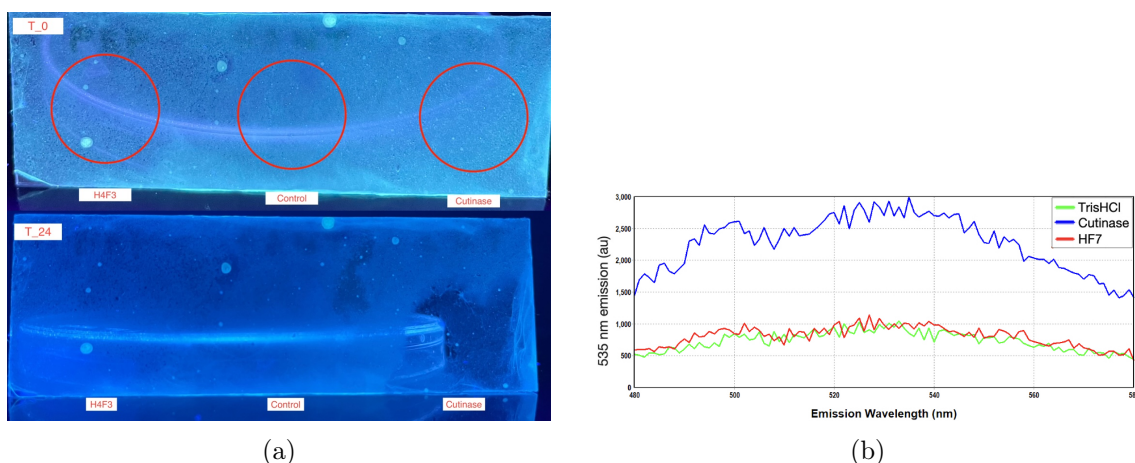 T_0
H4F3
Control
Cutinase
T_24
H4F3
Control
Cutinase
(a)
3,000
2,500
2,000
1,500
1,000
500
0
480
500
520
540
560
58
535 nm emission (au)
Emission Wavelength (nm)
TrisHCl
Cutinase
HF7
(b)